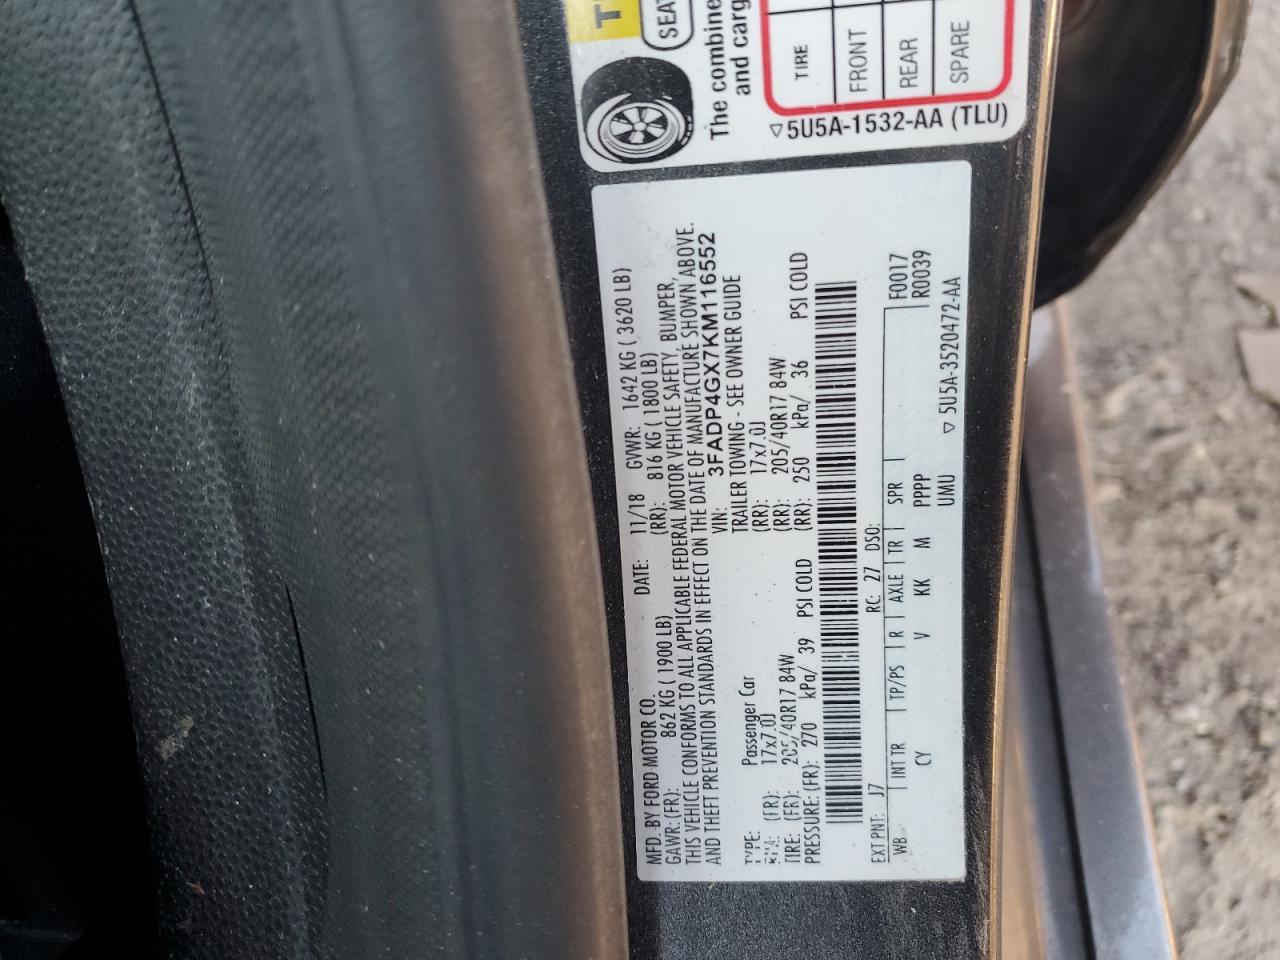 MFD. BY FORD MOTOR CO.
DATE: 11/18 GVWR: 1642 KG ( 3620 LB)
GAWR: (FR): 862 KG ( 1900 LB) (RR): 816 KG ( 1800 LB)
THIS VEHICLE CONFORMS TO ALL APPLICABLE FEDERAL MOTOR VEHICLE SAFETY, BUMPER,
AND THEFT PREVENTION STANDARDS IN EFFECT ON THE DATE OF MANUFACTURE SHOWN ABOVE.
VIN: 3FADP4GX7KM116552
TYPE: Passenger Car TRAILER TOWING - SEE OWNER GUIDE
(FR): 17x7.0J (RR): 17x7.0J
TIRE: (FR): 205/40R17 84W (RR): 205/40R17 84W
PRESSURE: (FR): 270 kPa/ 39 PSI COLD (RR): 250 kPa/ 36 PSI COLD
EXT PNT: J7 RC: 27 DSO:
WB INT TR TP/PS R AXLE TR SPR F0017
CY V KK M PPPP R0039
UMU
▽ 5U5A-3520472-AA
SEAT
The combine
and carg
TIRE
FRONT
REAR
SPARE
▽5U5A-1532-AA (TLU)